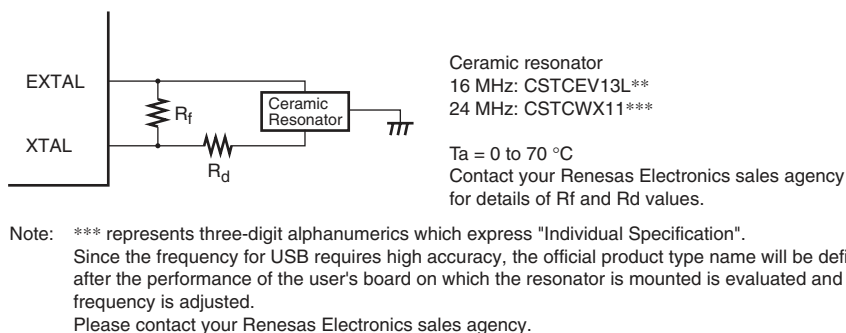 EXTAL
XTAL
Rf
Rd
Ceramic
Resonator
Ceramic resonator
16 MHz: CSTCEV13L**
24 MHz: CSTCWX11***
Ta = 0 to 70 °C
Contact your Renesas Electronics sales agency
for details of Rf and Rd values.
Note: *** represents three-digit alphanumerics which express "Individual Specification".
Since the frequency for USB requires high accuracy, the official product type name will be defi
after the performance of the user's board on which the resonator is mounted is evaluated and
frequency is adjusted.
Please contact your Renesas Electronics sales agency.